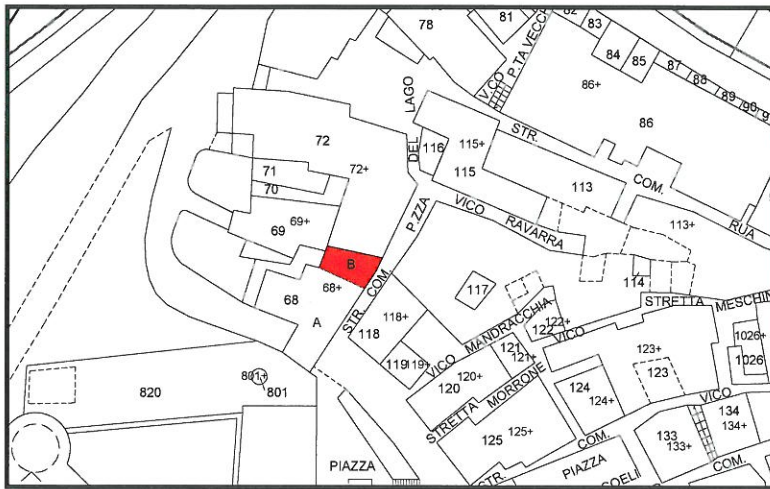 78
81
82
83
84
85
86+
87
88
89
90
9
86
V.CO P.TA VECCH
72
72+
DEL LAGO
116
115+
115
STR. COM. RUA
113
113+
71
70
69+
69
P.ZZA
VICO RAVARRA
B
68+
68
A
STR. COM.
118+
118
117
114
STRETTA MESCHIN
VICO MANDRACCHIA
122+
122
VICO
1026+
1026
119
119+
121
121+
123+
123
820
801+
801
120+
120
STRETTA MORRONE
124
124+
VICO
134
134+
125+
125
COM.
133
133+
COM.
PIAZZA
STR.
PIAZZA
COELI